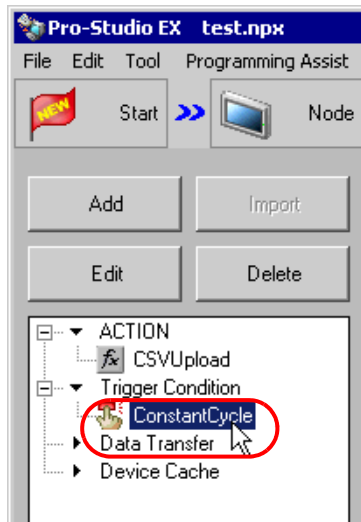 Pro-Studio EX test.npx
File Edit Tool Programming Assist
NEW Start Node
Add Import
Edit Delete
ACTION
fx CSVUpload
Trigger Condition
ConstantCycle
Data Transfer
Device Cache